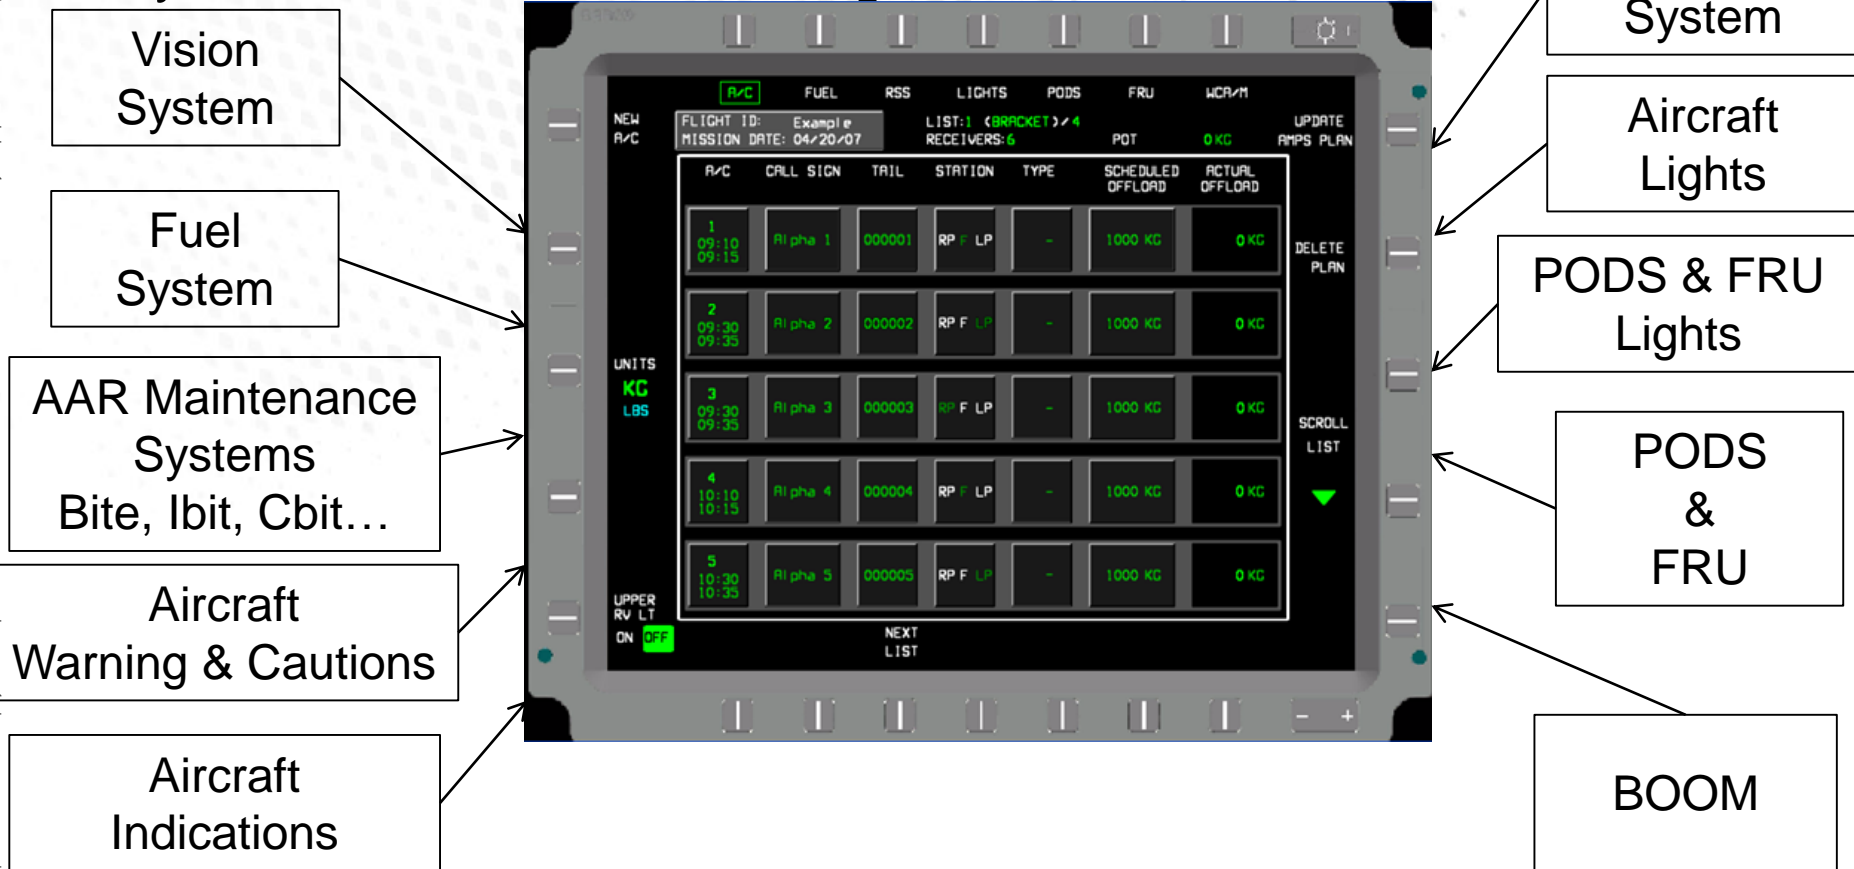 System
Vision
System
Fuel
System
AAR Maintenance
Systems
Bite, Ibit, Cbit…
Aircraft
Warning & Cautions
Aircraft
Indications
A/C FUEL RSS LIGHTS PODS FRU WCA/M
NEW
A/C
FLIGHT ID: Example
MISSION DATE: 04/20/07
LIST:1 (BRACKET)/4
RECEIVERS:6
POT 0 KG
UPDATE
AMPS PLAN
A/C CALL SIGN TAIL STATION TYPE SCHEDULED OFFLOAD ACTUAL OFFLOAD
1
09:10
09:15
Alpha 1 000001 RP F LP - 1000 KG 0 KG
DELETE
PLAN
2
09:30
09:35
Alpha 2 000002 RP F LP - 1000 KG 0 KG
UNITS
KG
LBS
3
09:30
09:35
Alpha 3 000003 RP F LP - 1000 KG 0 KG
SCROLL
LIST
4
10:10
10:15
Alpha 4 000004 RP F LP - 1000 KG 0 KG
5
10:30
10:35
Alpha 5 000005 RP F LP - 1000 KG 0 KG
UPPER
RV LT
ON OFF
NEXT
LIST
- +
Aircraft
Lights
PODS & FRU
Lights
PODS
&
FRU
BOOM